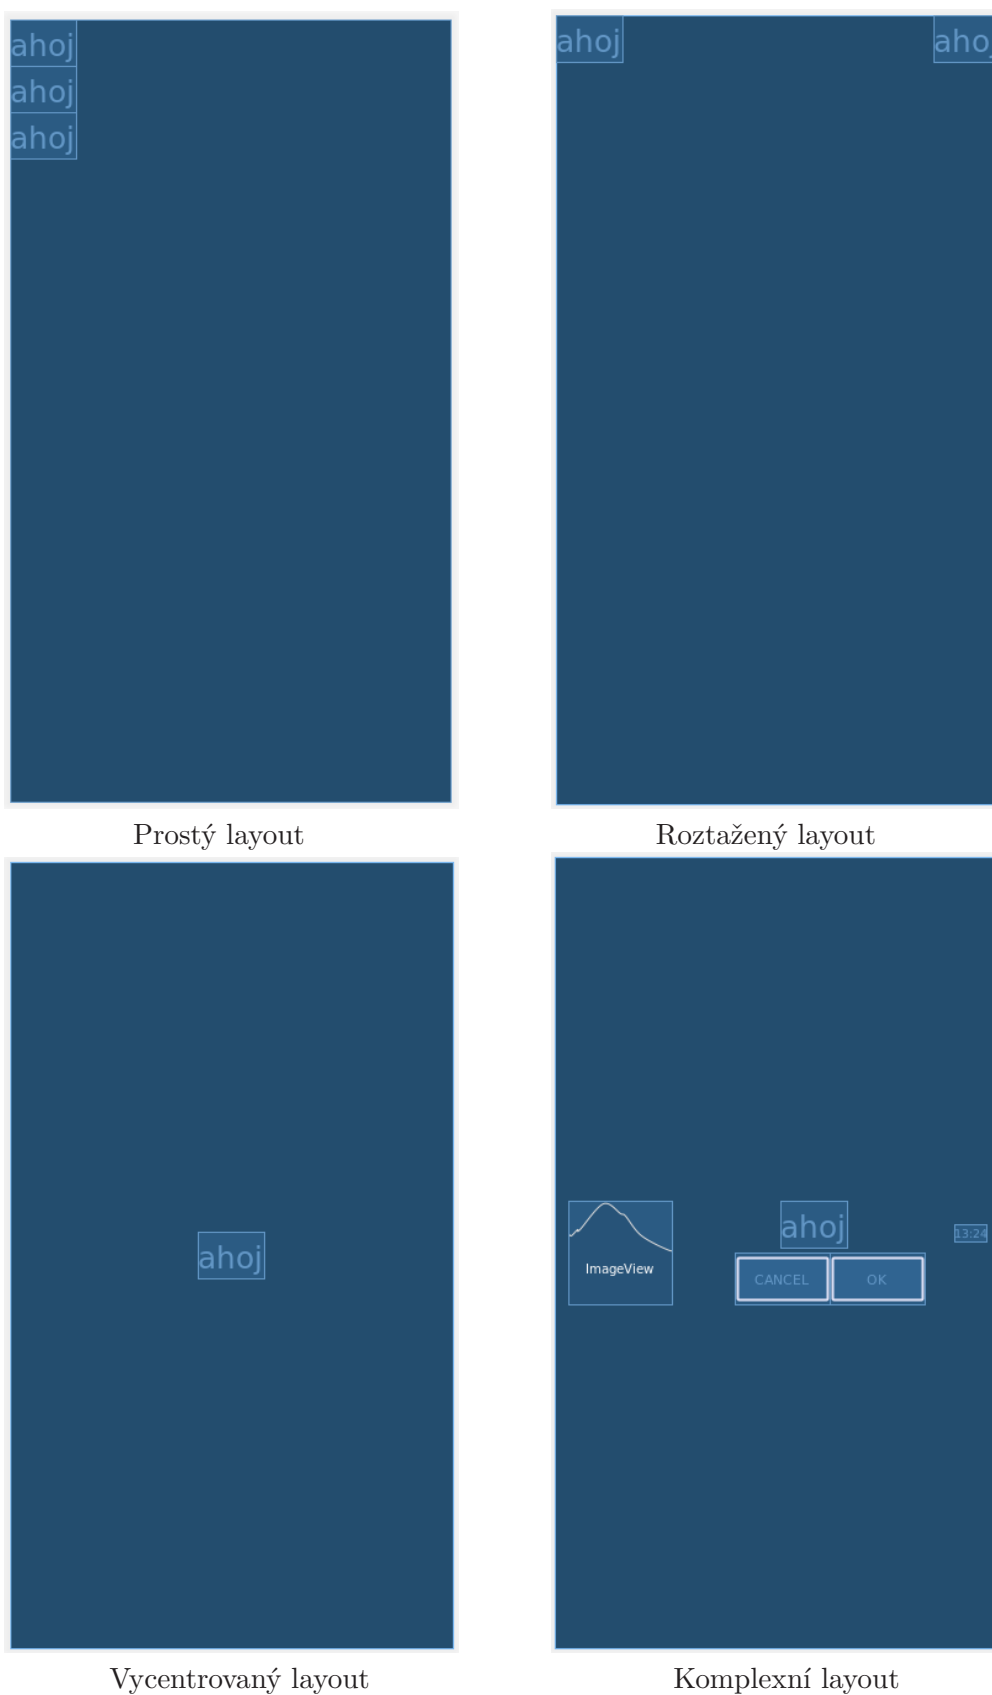 ahoj
ahoj
ahoj
Prostý layout
ahoj
aho
Roztažený layout
ahoj
Vycentrovaný layout
ImageView
ahoj
CANCEL OK
13:24
Komplexní layout